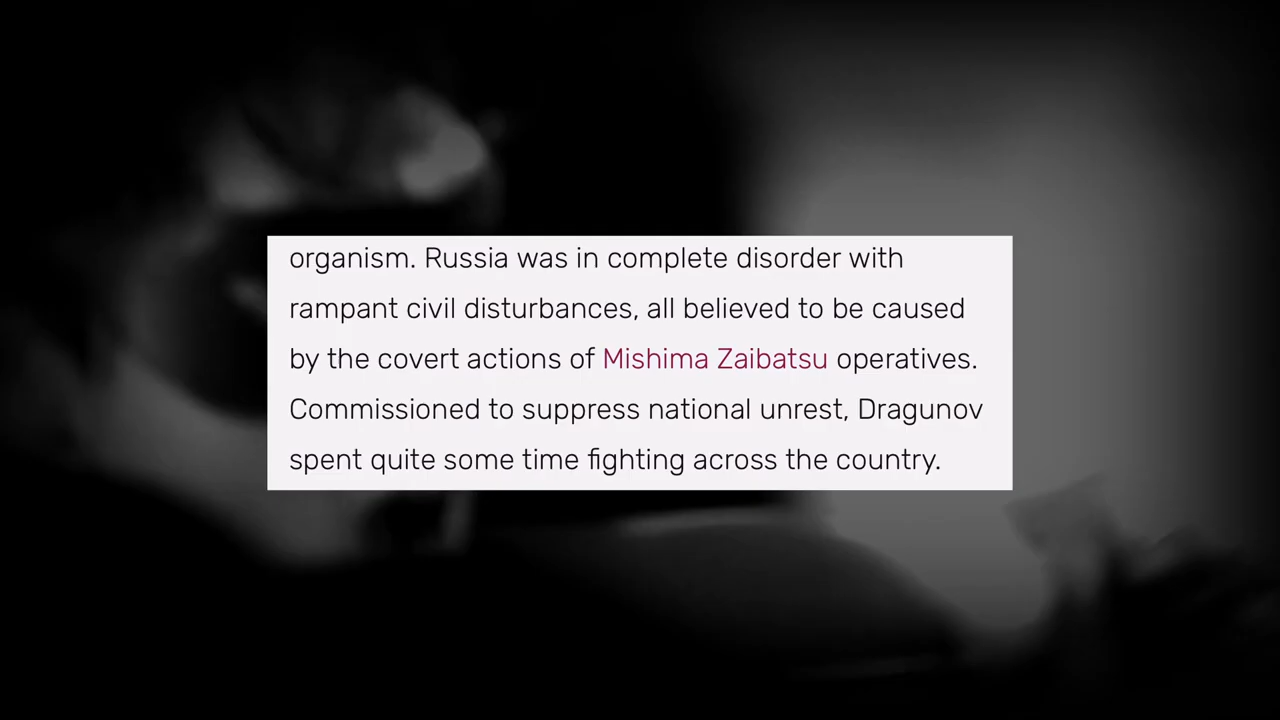 organism. Russia was in complete disorder with
rampant civil disturbances, all believed to be caused
by the covert actions of Mishima Zaibatsu operatives.
Commissioned to suppress national unrest, Dragunov
spent quite some time fighting across the country.